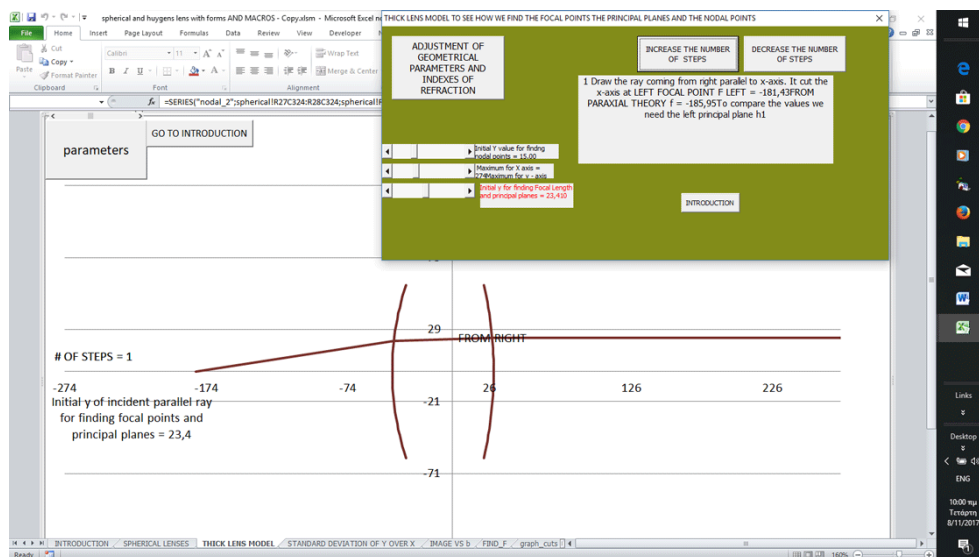 spherical and huygens lens with forms AND MACROS - Copy.xlsm - Microsoft Excel
THICK LENS MODEL TO SEE HOW WE FIND THE FOCAL POINTS THE PRINCIPAL PLANES AND THE NODAL POINTS
File Home Insert Page Layout Formulas Data Review View Developer
Cut
Copy
Format Painter
Paste
Clipboard
Calibri 11
B I U
Font
Wrap Text
Merge & Center
Alignment
fx =SERIES("nodal_2";spherical!R27C324:R28C324;spherical!R
parameters
GO TO INTRODUCTION
ADJUSTMENT OF
GEOMETRICAL
PARAMETERS AND
INDEXES OF
REFRACTION
INCREASE THE NUMBER
OF STEPS
DECREASE THE NUMBER
OF STEPS
1 Draw the ray coming from right parallel to x-axis. It cut the
x-axis at LEFT FOCAL POINT F LEFT = -181,43FROM
PARAXIAL THEORY f = -185,95To compare the values we
need the left principal plane h1
Initial Y value for findng
nodal points = 15.00
Maximum for X axis =
274Maximum for y - axis
Initial y for finding Focal Length
and principal planes = 23,410
INTRODUCTION
29
FROM RIGHT
# OF STEPS = 1
-274 -174 -74 26 126 226
Initial y of incident parallel ray
for finding focal points and
principal planes = 23,4
-21
-71
INTRODUCTION SPHERICAL LENSES THICK LENS MODEL STANDARD DEVIATION OF Y OVER X IMAGE VS b FIND_F graph_cuts
Ready
160%
Links
Desktop
ENG
10:00 πμ
Τετάρτη
8/11/2017